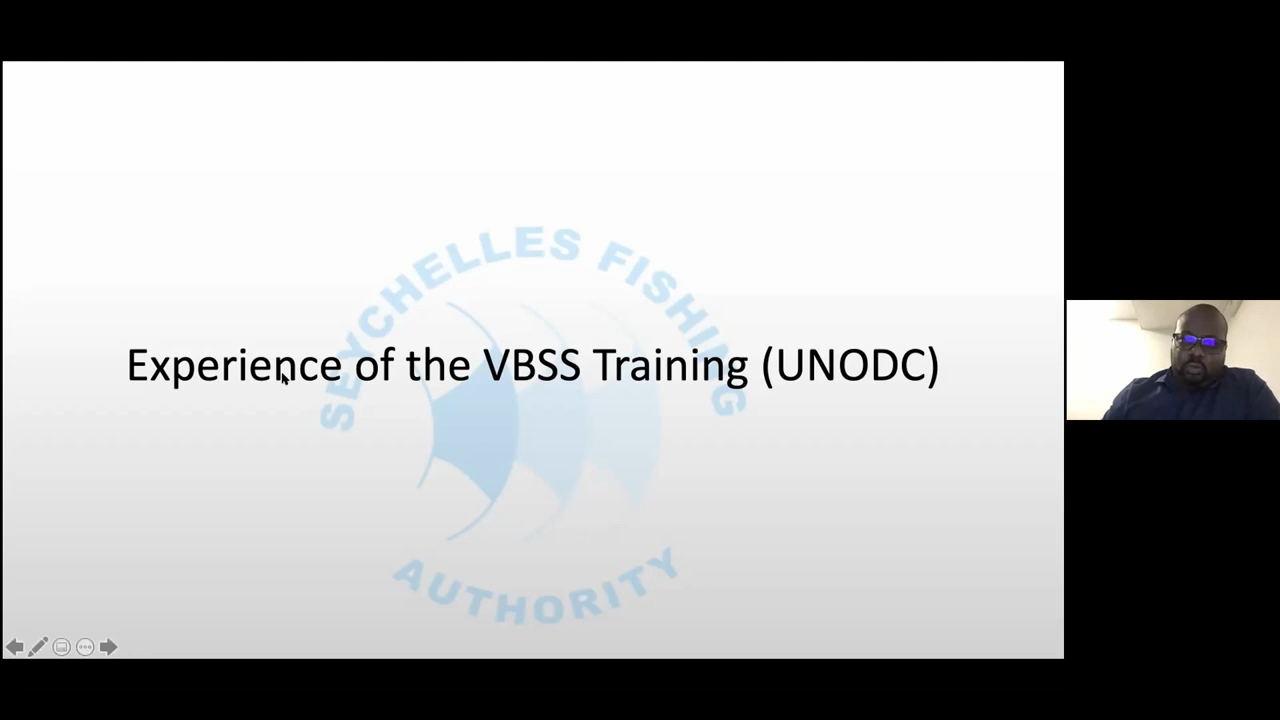 SEYCHELLES FISHING
Experience of the VBSS Training (UNODC)
AUTHORITY